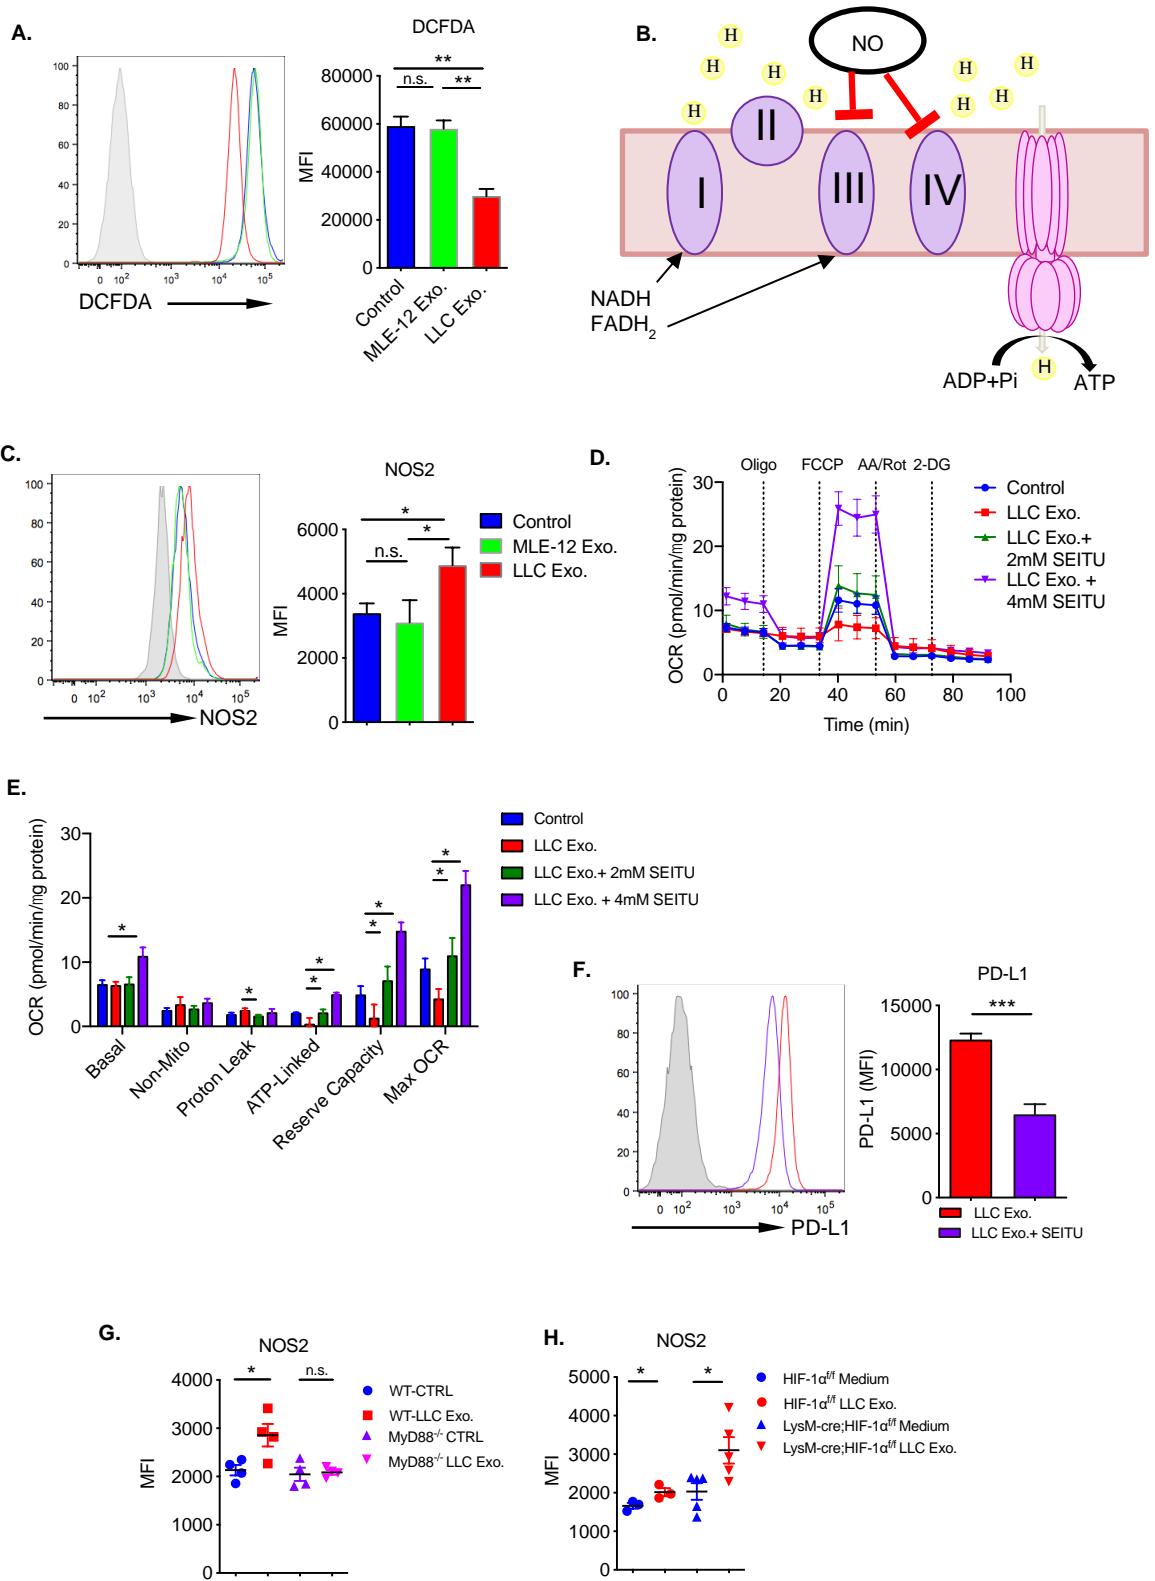 A.
100
80
60
40
20
0
0 10² 10³ 10⁴ 10⁵
DCFDA
DCFDA
**
n.s. **
80000
60000
40000
20000
0
MFI
Control
MLE-12 Exo.
LLC Exo.
B.
NO
H
H
H
H
H
H
H
H
H
I
II
III
IV
NADH
FADH₂
H
ADP+Pi
ATP
C.
100
80
60
40
20
0
0 10² 10³ 10⁴ 10⁵
NOS2
NOS2
*
n.s. *
6000
4000
2000
0
MFI
Control
MLE-12 Exo.
LLC Exo.
D.
Oligo FCCP AA/Rot 2-DG
30
20
10
0
OCR (pmol/min/mg protein)
0 20 40 60 80 100
Time (min)
Control
LLC Exo.
LLC Exo.+
2mM SEITU
LLC Exo. +
4mM SEITU
E.
30
20
10
0
OCR (pmol/min/mg protein)
*
*
*
*
*
*
*
*
Basal
Non-Mito
Proton Leak
ATP-Linked
Reserve Capacity
Max OCR
Control
LLC Exo.
LLC Exo.+ 2mM SEITU
LLC Exo. + 4mM SEITU
F.
100
80
60
40
20
0
0 10² 10³ 10⁴ 10⁵
PD-L1
PD-L1
***
15000
10000
5000
0
PD-L1 (MFI)
LLC Exo.
LLC Exo.+ SEITU
G.
NOS2
* n.s.
4000
3000
2000
1000
0
MFI
WT-CTRL
WT-LLC Exo.
MyD88⁻/⁻ CTRL
MyD88⁻/⁻ LLC Exo.
H.
NOS2
* *
5000
4000
3000
2000
1000
0
MFI
HIF-1α^f/f Medium
HIF-1α^f/f LLC Exo.
LysM-cre;HIF-1α^f/f Medium
LysM-cre;HIF-1α^f/f LLC Exo.